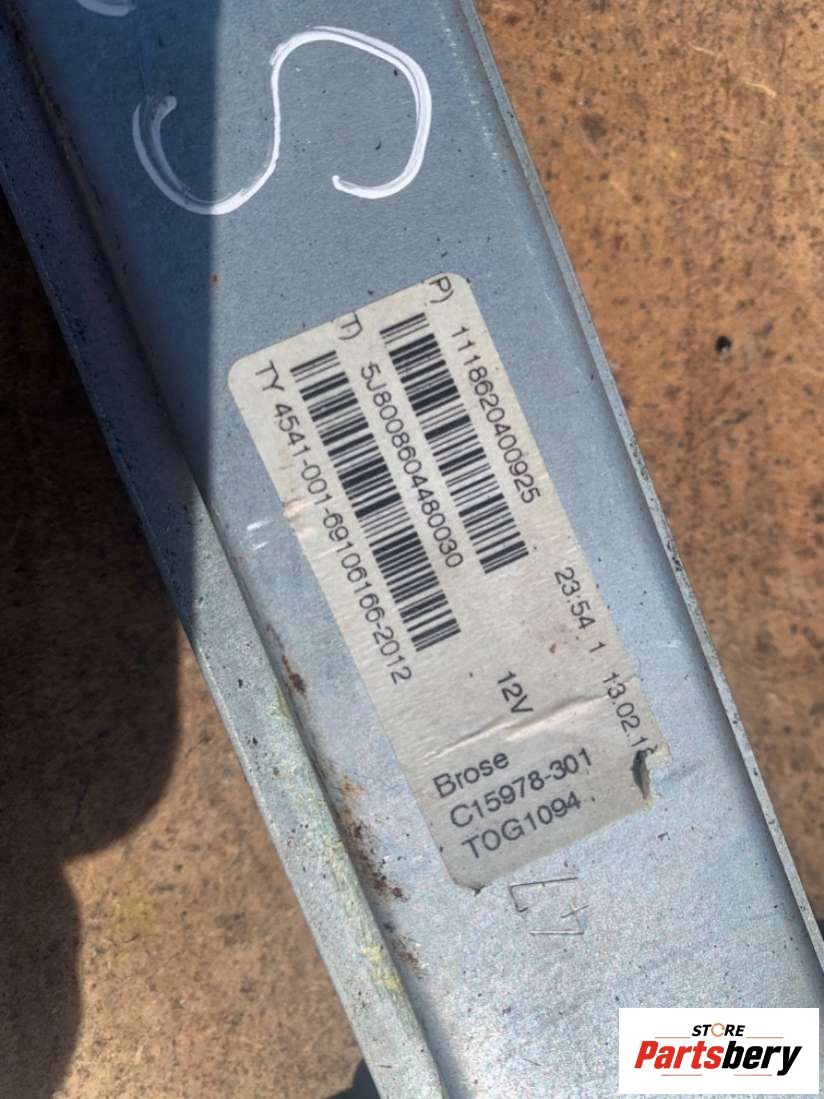 S
P) 1118620400925
T) 5J8008604480030
TY 4541-001-69106166-2012
23:54 1 13.02.1
12V
Brose
C15978-301
TOG1094
STORE
Partsbery